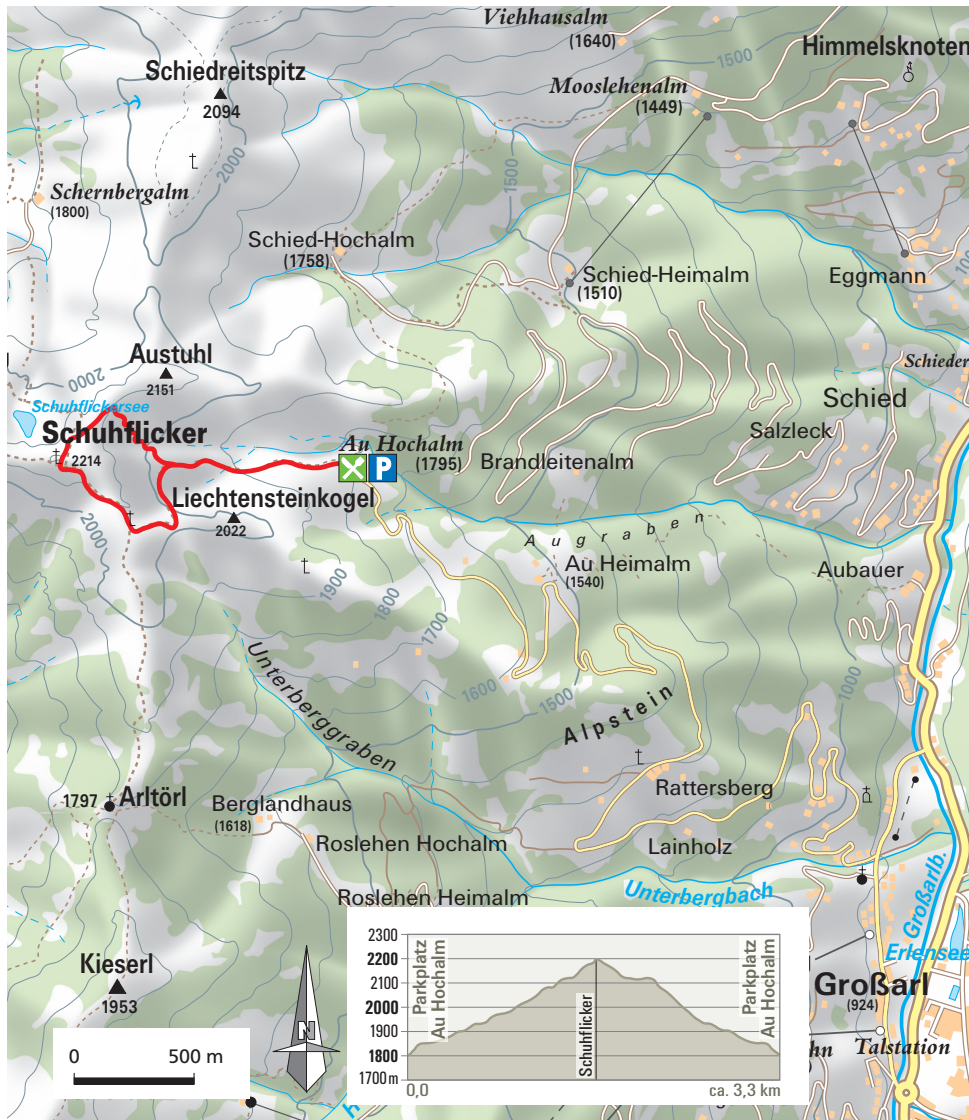 Viehhausalm
(1640)
1500
Himmelsknoten
Schiedreitspitz
2094
Mooslehenalm
(1449)
2000
1500
Schernbergalm
(1800)
Schied-Hochalm
(1758)
Schied-Heimalm
(1510)
Eggmann
Austuhl
2151
2000
Schieder
Schuhflickersee
Schied
Schuhflicker
2214
Au Hochalm
(1795)
P
Salzleck
Brandleitenalm
Liechtensteinkogel
2022
2000
Augraben
Au Heimalm
(1540)
Aubauer
1900
1800
1700
1600
1500
1000
Unterberggraben
Alpstein
Rattersberg
1797
Arltörl
Berglandhaus
(1618)
Roslehen Hochalm
Lainholz
Roslehen Heimalm
Unterbergbach
Großarlb.
Erlensee
Kieserl
1953
Großarl
(924)
hn
Talstation
N
0
500 m
2300
2200
2100
2000
1900
1800
1700 m
Parkplatz
Au Hochalm
Schuhflicker
Parkplatz
Au Hochalm
0,0
ca. 3,3 km